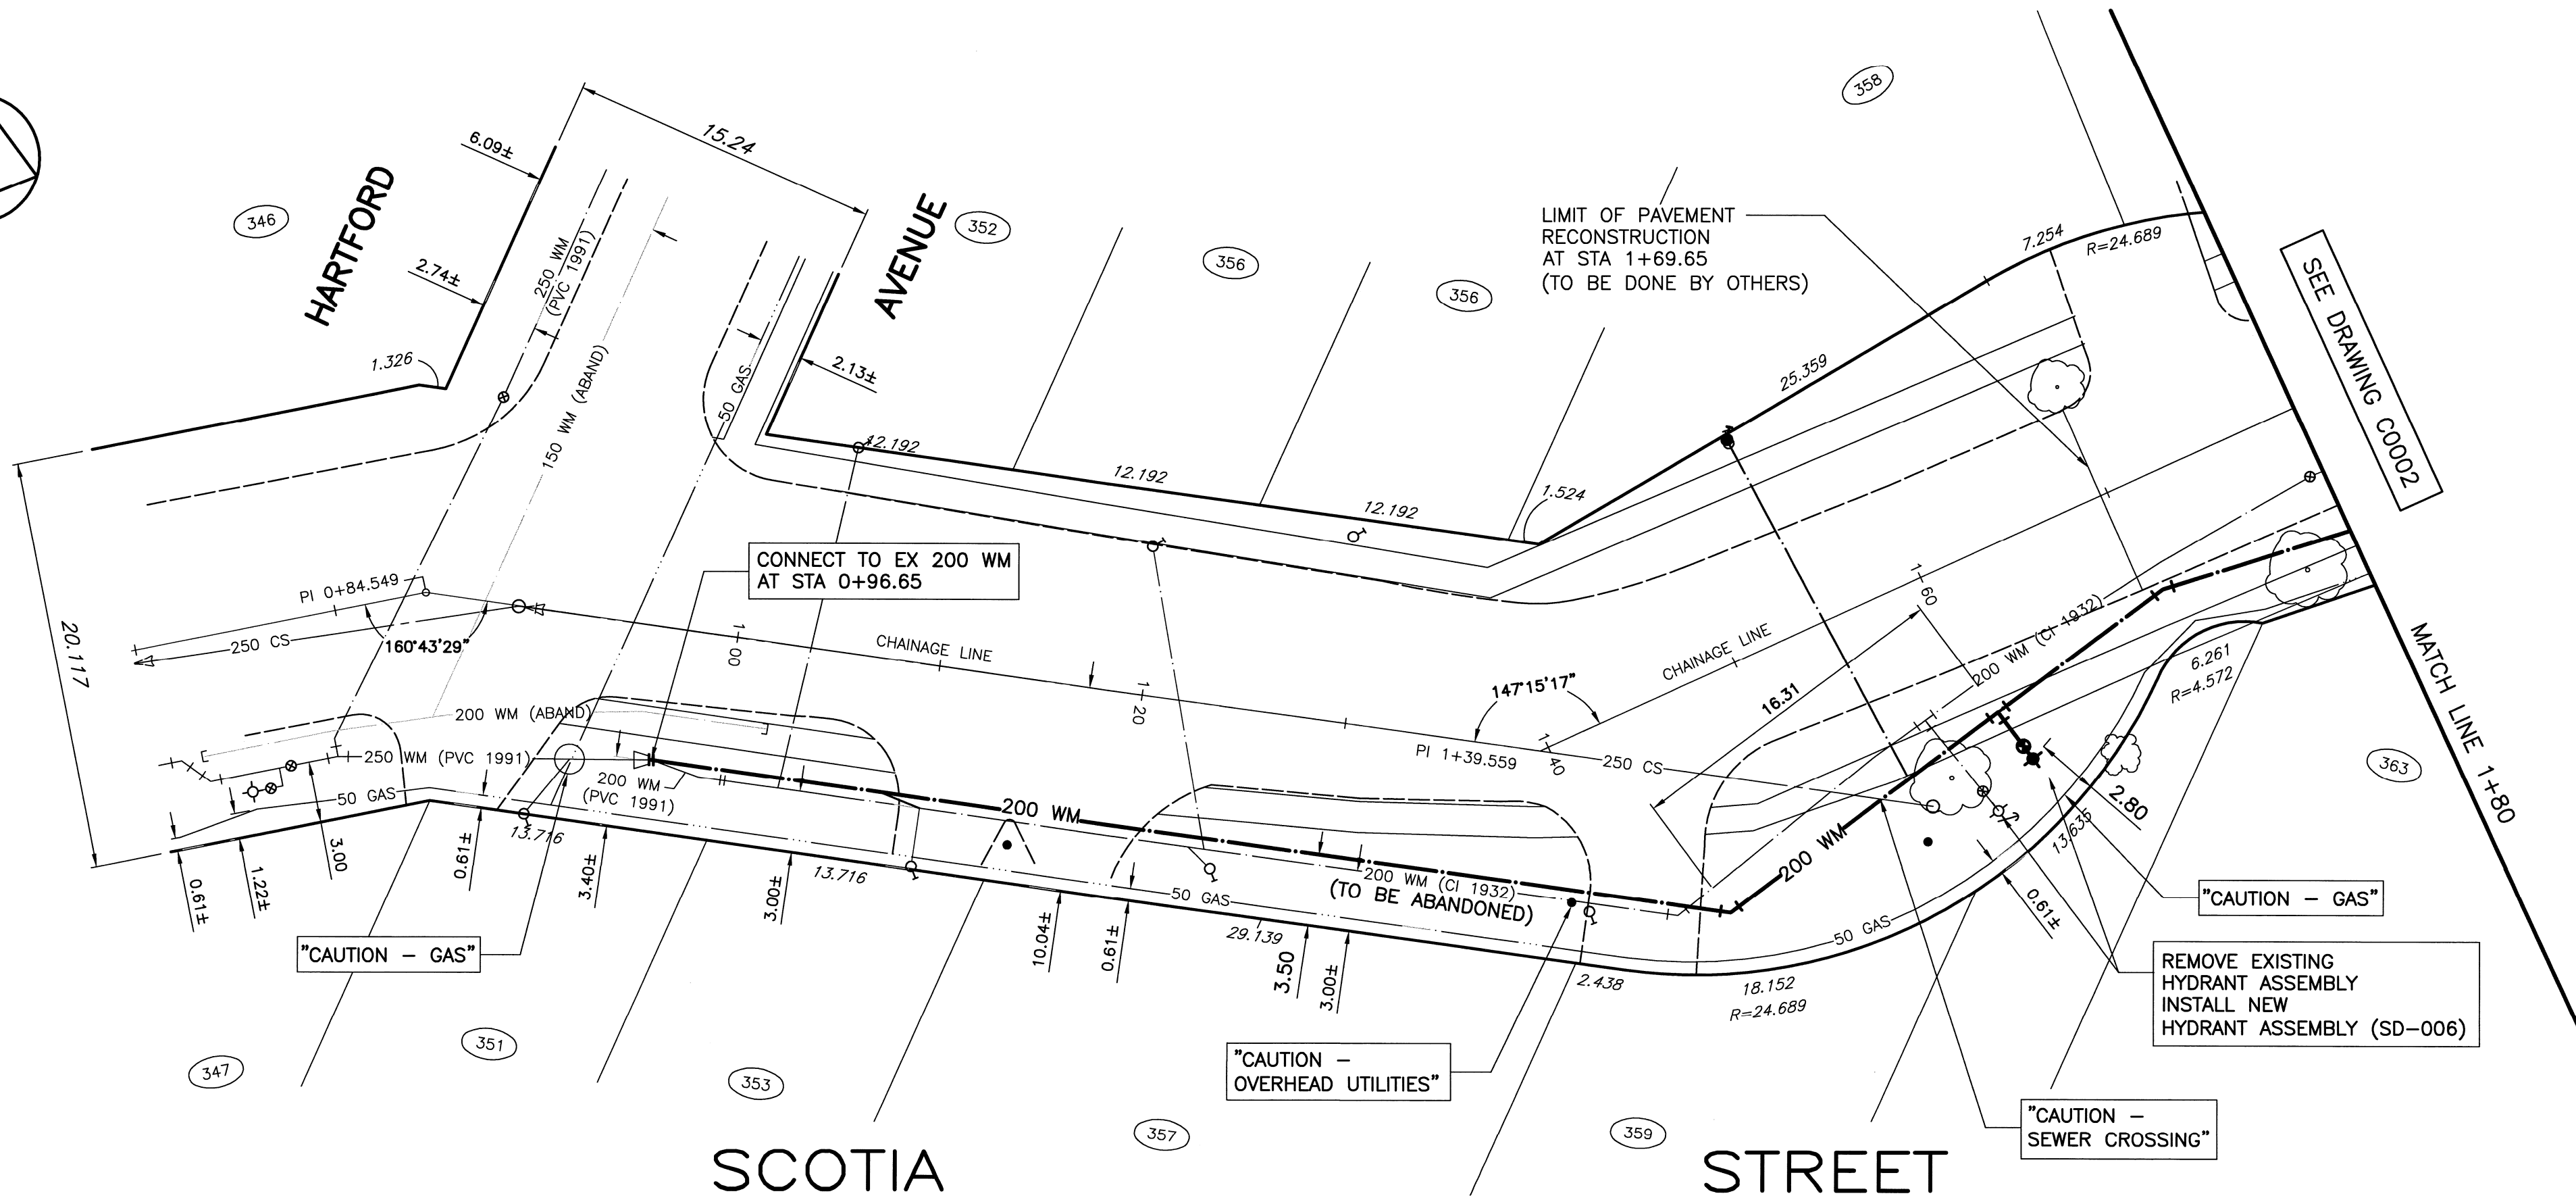 358
15.24
6.09±
HARTFORD
346
AVENUE
352
356
356
LIMIT OF PAVEMENT
RECONSTRUCTION
AT STA 1+69.65
(TO BE DONE BY OTHERS)
7.254
R=24.689
SEE DRAWING C0002
250 WM
(PVC 1991)
2.74±
1.326
2.13±
150 WM (ABAND)
50 GAS
25.359
12.192
12.192
12.192
1.524
CONNECT TO EX 200 WM
AT STA 0+96.65
PI 0+84.549
250 CS
160°43'29"
20.117
1+00
CHAINAGE LINE
1+20
147°15'17"
CHAINAGE LINE
1+60
200 WM (CI 1932)
16.31
6.261
R=4.572
MATCH LINE 1+80
200 WM (ABAND)
250 WM (PVC 1991)
200 WM
(PVC 1991)
50 GAS
PI 1+39.559
1+40
250 CS
363
200 WM
2.80
13.635
13.716
13.716
200 WM
0.61±
1.22±
3.00
0.61±
3.40±
3.00±
200 WM (CI 1932)
(TO BE ABANDONED)
50 GAS
29.139
10.04±
0.61±
3.50
3.00±
50 GAS
0.61±
"CAUTION – GAS"
"CAUTION – GAS"
2.438
18.152
R=24.689
REMOVE EXISTING
HYDRANT ASSEMBLY
INSTALL NEW
HYDRANT ASSEMBLY (SD-006)
347
351
353
357
359
"CAUTION –
OVERHEAD UTILITIES"
"CAUTION –
SEWER CROSSING"
SCOTIA STREET